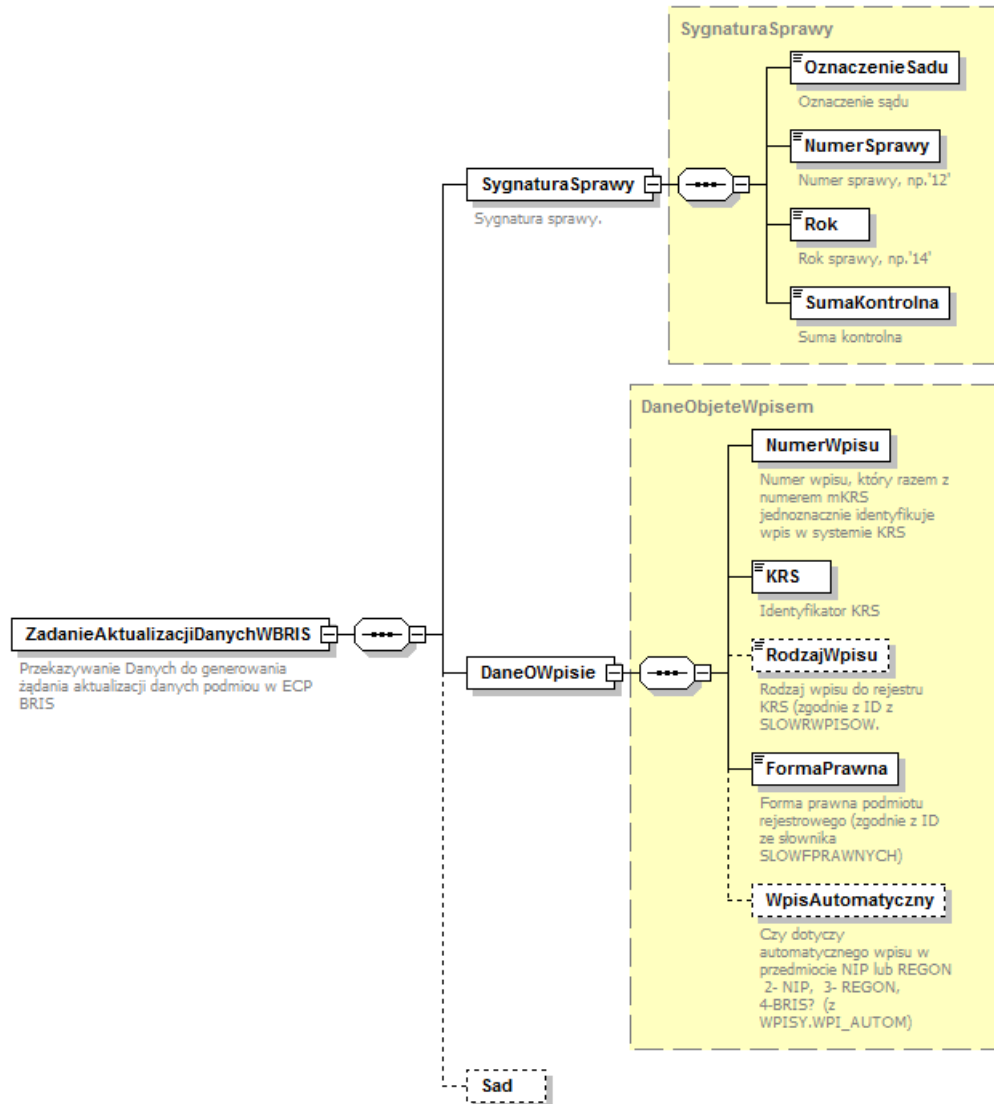 SygnaturaSprawy
OznaczenieSadu
Oznaczenie sądu
NumerSprawy
Numer sprawy, np.'12'
SygnaturaSprawy
Sygnatura sprawy.
Rok
Rok sprawy, np.'14'
SumaKontrolna
Suma kontrolna
DaneObjeteWpisem
NumerWpisu
Numer wpisu, który razem z
numerem mKRS
jednoznacznie identyfikuje
wpis w systemie KRS
KRS
Identyfikator KRS
ZadanieAktualizacjiDanychWBRIS
Przekazywanie Danych do generowania
żądania aktualizacji danych podmiou w ECP
BRIS
DaneOWpisie
RodzajWpisu
Rodzaj wpisu do rejestru
KRS (zgodnie z ID z
SLOWRWPISOW.
FormaPrawna
Forma prawna podmiotu
rejestrowego (zgodnie z ID
ze słownika
SLOWFPRAWNYCH)
WpisAutomatyczny
Czy dotyczy
automatycznego wpisu w
przedmiocie NIP lub REGON
2- NIP, 3- REGON,
4-BRIS? (z
WPISY.WPI_AUTOM)
Sad